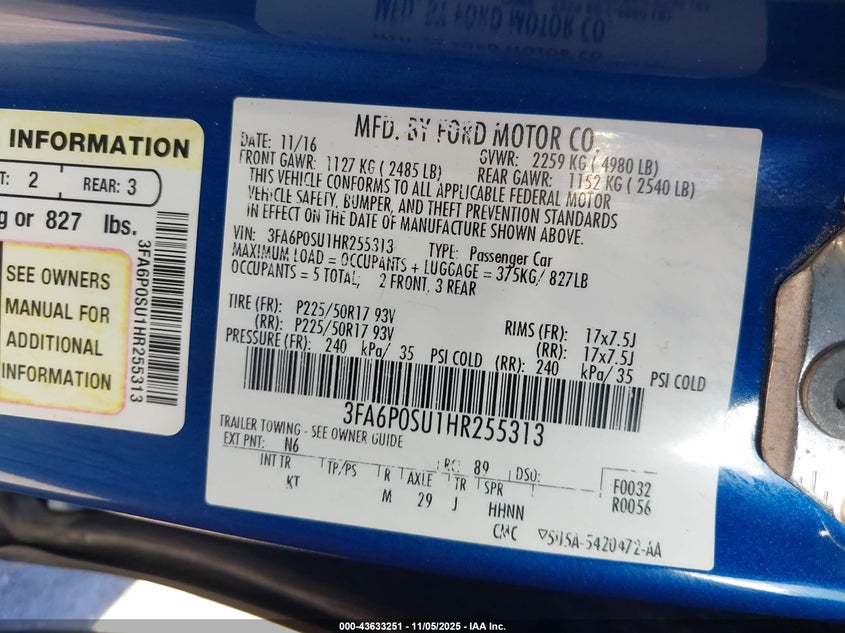 INFORMATION
T: 2 REAR: 3
g or 827 lbs.
SEE OWNERS
MANUAL FOR
ADDITIONAL
INFORMATION
3FA6P0SU1HR255313
MFD. BY FORD MOTOR CO.
DATE: 11/16 GVWR: 2259 KG ( 4980 LB)
FRONT GAWR: 1127 KG ( 2485 LB) REAR GAWR: 1152 KG ( 2540 LB)
THIS VEHICLE CONFORMS TO ALL APPLICABLE FEDERAL MOTOR
VEHICLE SAFETY, BUMPER, AND THEFT PREVENTION STANDARDS
IN EFFECT ON THE DATE OF MANUFACTURE SHOWN ABOVE.
VIN: 3FA6P0SU1HR255313 TYPE: Passenger Car
MAXIMUM LOAD = OCCUPANTS + LUGGAGE = 375KG/ 827LB
OCCUPANTS = 5 TOTAL, 2 FRONT, 3 REAR
TIRE (FR): P225/50R17 93V RIMS (FR): 17x7.5J
(RR): P225/50R17 93V (RR): 17x7.5J
PRESSURE (FR): 240 kPa/ 35 PSI COLD (RR): 240 kPa/ 35 PSI COLD
3FA6P0SU1HR255313
TRAILER TOWING - SEE OWNER GUIDE
EXT PNT: N6 RC: 89 DSO: F0032
INT TR TP/PS R AXLE TR SPR R0056
KT M 29 J HHNN
CMC 5U5A-5420472-AA
MFD. BY FORD MOTOR CO
000-43633251 - 11/05/2025 - IAA Inc.